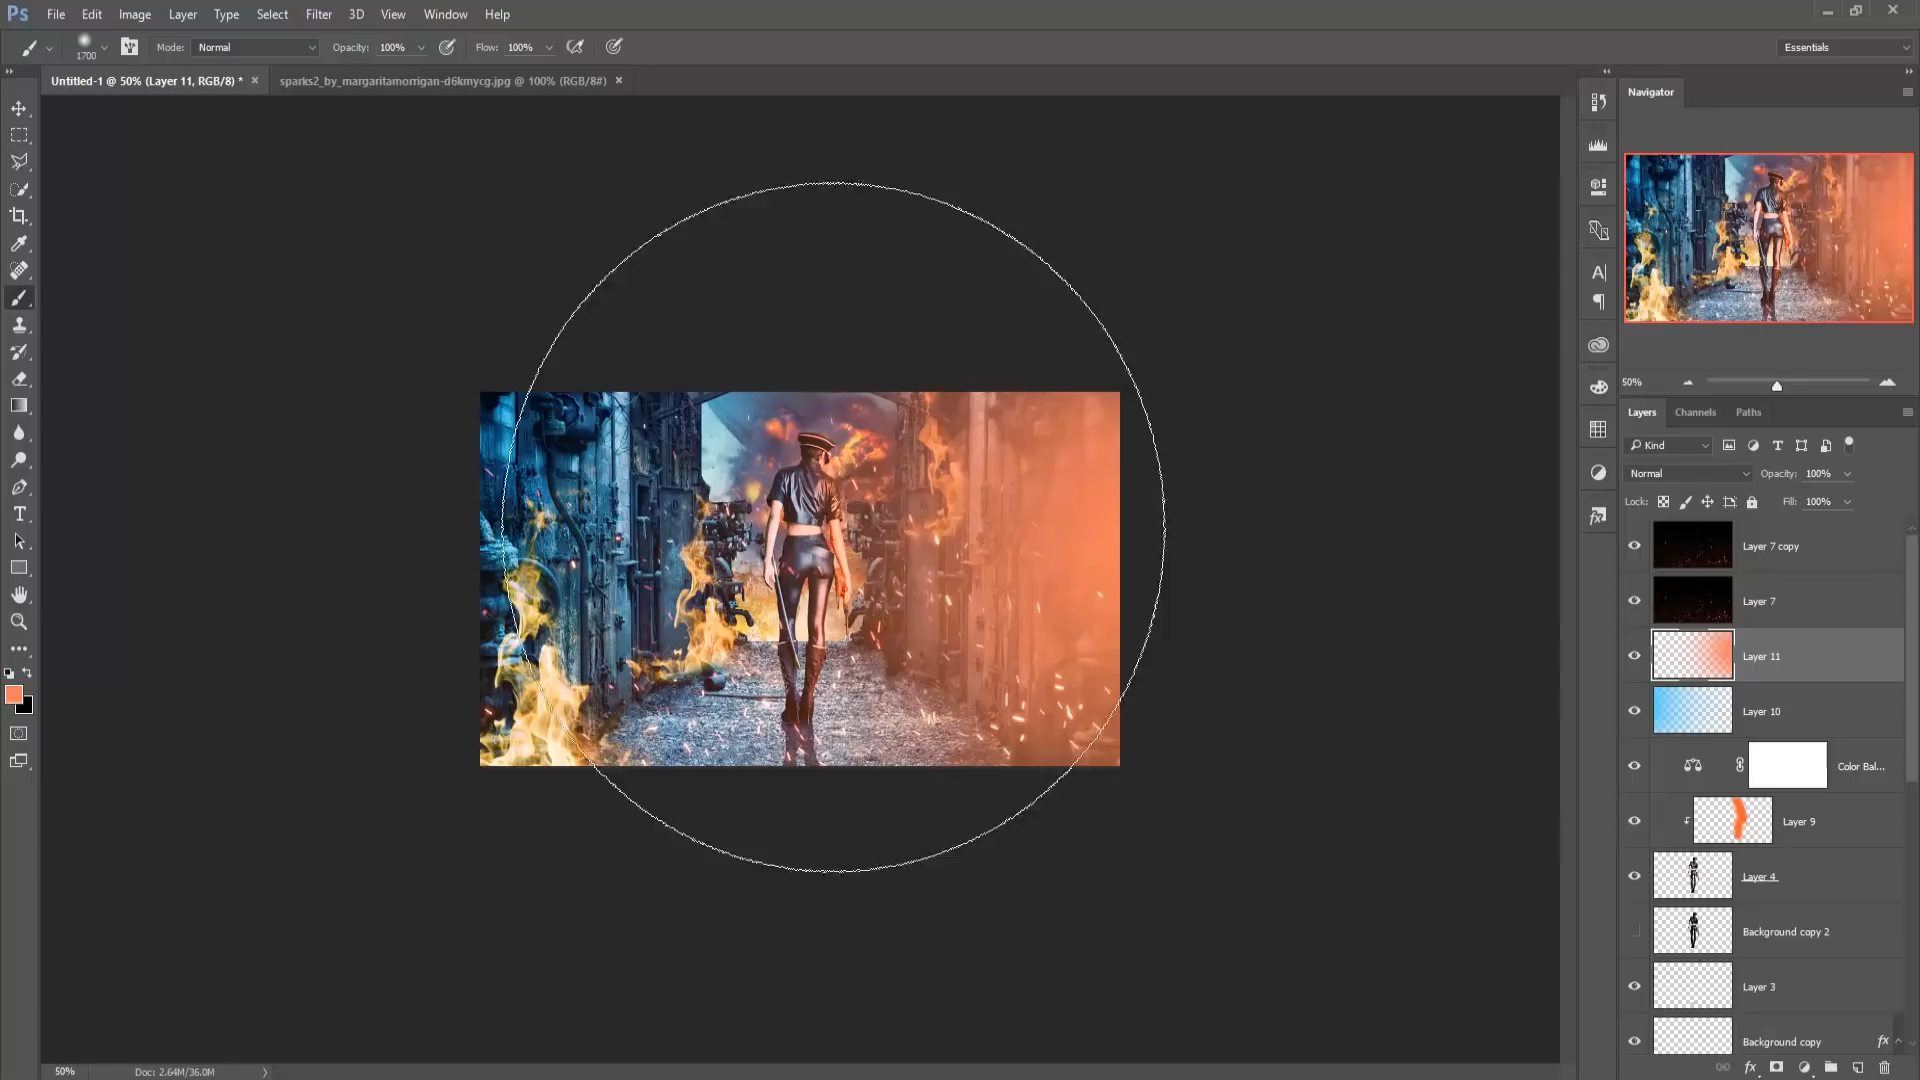 Ps File Edit Image Layer Type Select Filter 3D View Window Help
1700 Mode: Normal Opacity: 100% Flow: 100% Essentials
Untitled-1 @ 50% (Layer 11, RGB/8) * × sparks2_by_margaritamorrigan-d6kmycg.jpg @ 100% (RGB/8#) ×
Navigator
50%
Layers Channels Paths
Kind
Normal Opacity: 100%
Lock: Fill: 100%
Layer 7 copy
Layer 7
Layer 11
Layer 10
Color Bal...
Layer 9
Layer 4
Background copy 2
Layer 3
Background copy fx
50% Doc: 2.64M/36.0M